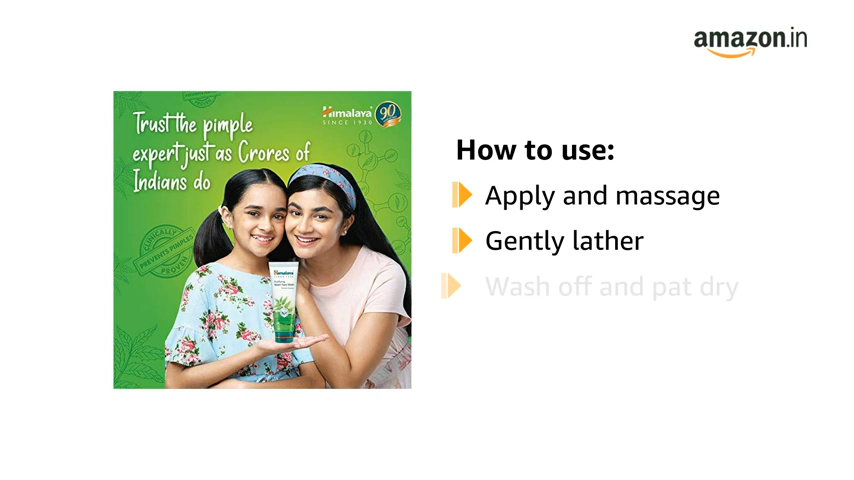 amazon.in
Trust the pimple
expert just as Crores of
Indians do
Himalaya
SINCE 1930
90
CLINICALLY
PREVENTS PIMPLES
PROVEN
Himalaya
How to use:
Apply and massage
Gently lather
Wash off and pat dry